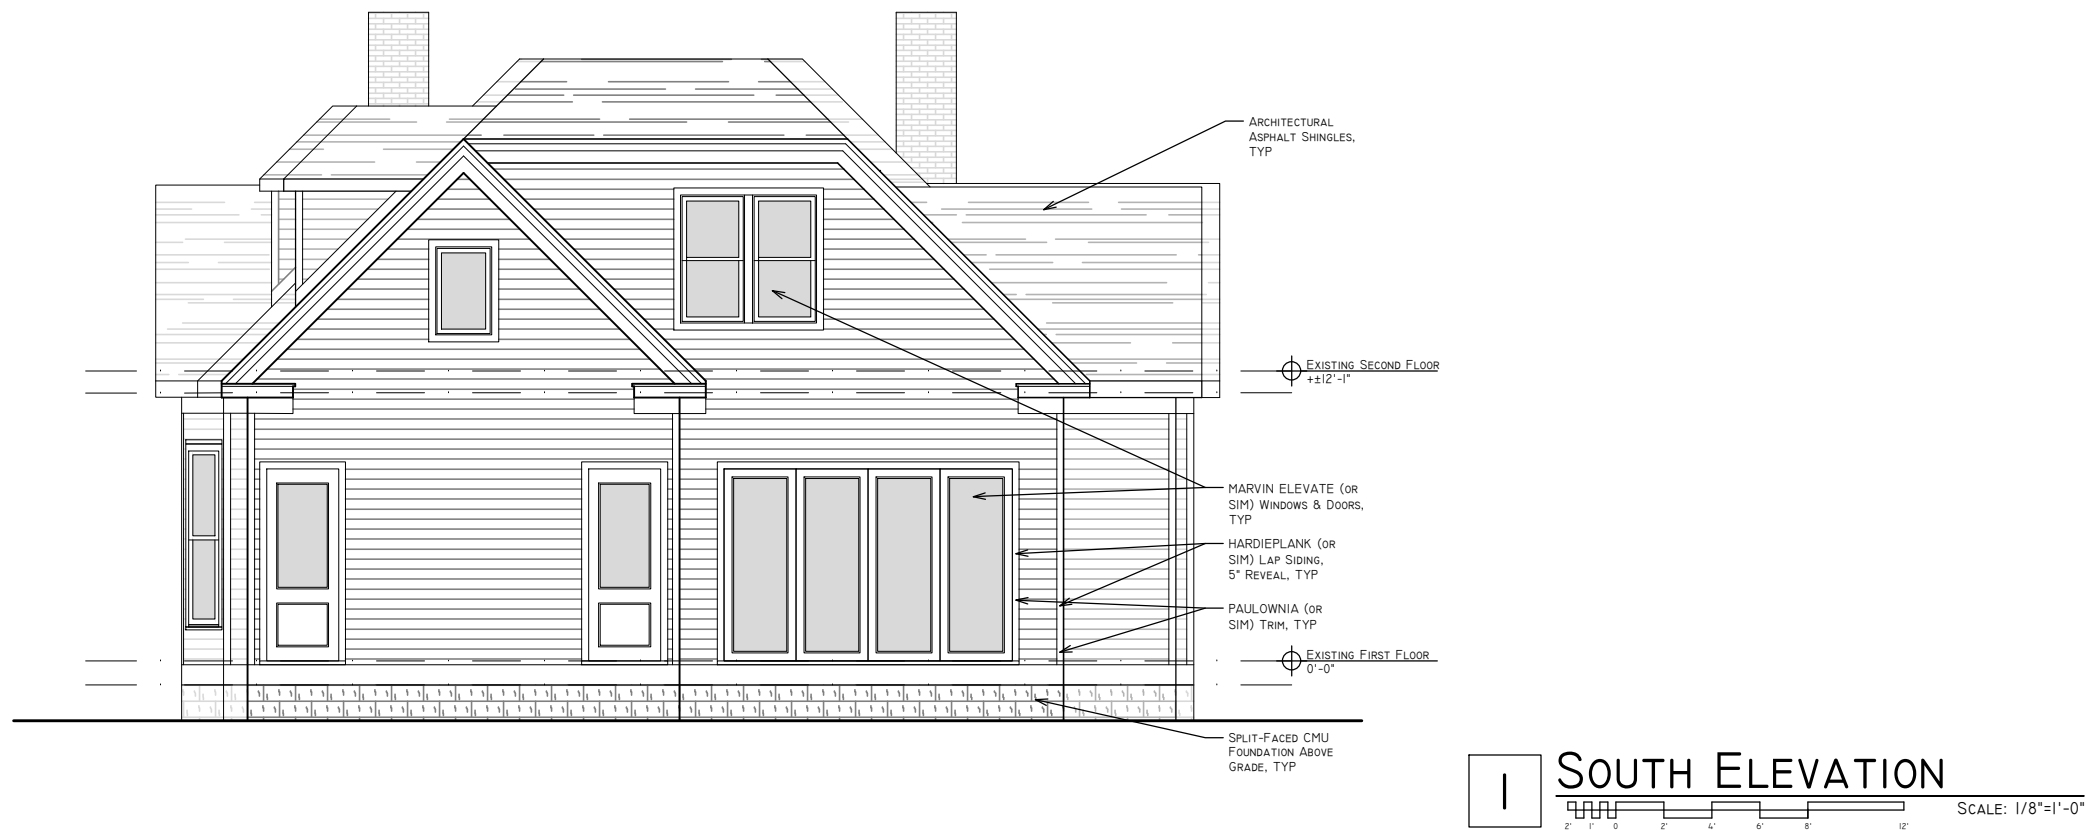 ARCHITECTURAL
ASPHALT SHINGLES,
TYP
EXISTING SECOND FLOOR
+±12'-1"
MARVIN ELEVATE (OR
SIM) WINDOWS & DOORS,
TYP
HARDIEPLANK (OR
SIM) LAP SIDING,
5" REVEAL, TYP
PAULOWNIA (OR
SIM) TRIM, TYP
EXISTING FIRST FLOOR
0'-0"
SPLIT-FACED CMU
FOUNDATION ABOVE
GRADE, TYP
1
SOUTH ELEVATION
SCALE: 1/8"=1'-0"
2' 1' 0 2' 4' 6' 8' 12'